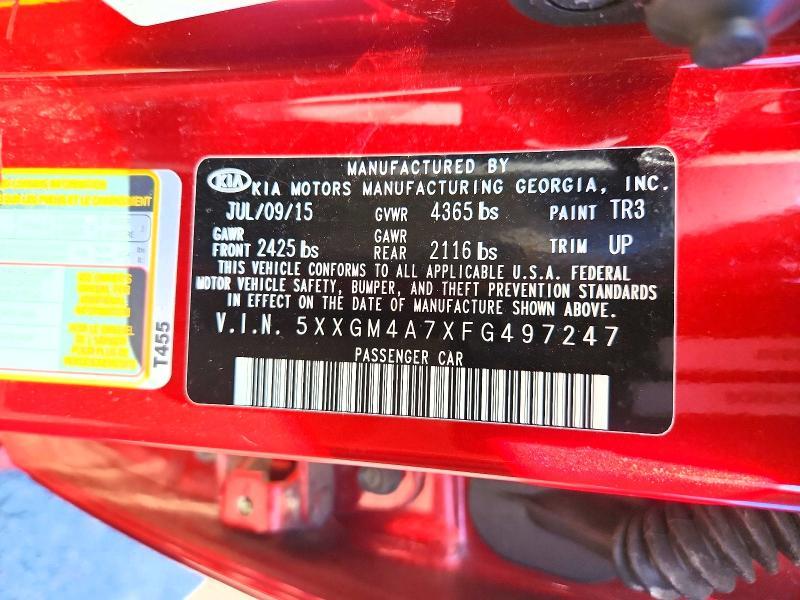 MANUFACTURED BY
KIA KIA MOTORS MANUFACTURING GEORGIA, INC.
JUL/09/15 GVWR 4365 lbs PAINT TR3
GAWR FRONT 2425 lbs GAWR REAR 2116 lbs TRIM UP
THIS VEHICLE CONFORMS TO ALL APPLICABLE U.S.A. FEDERAL
MOTOR VEHICLE SAFETY, BUMPER, AND THEFT PREVENTION STANDARDS
IN EFFECT ON THE DATE OF MANUFACTURE SHOWN ABOVE.
V.I.N. 5XXGM4A7XFG497247
PASSENGER CAR
T455